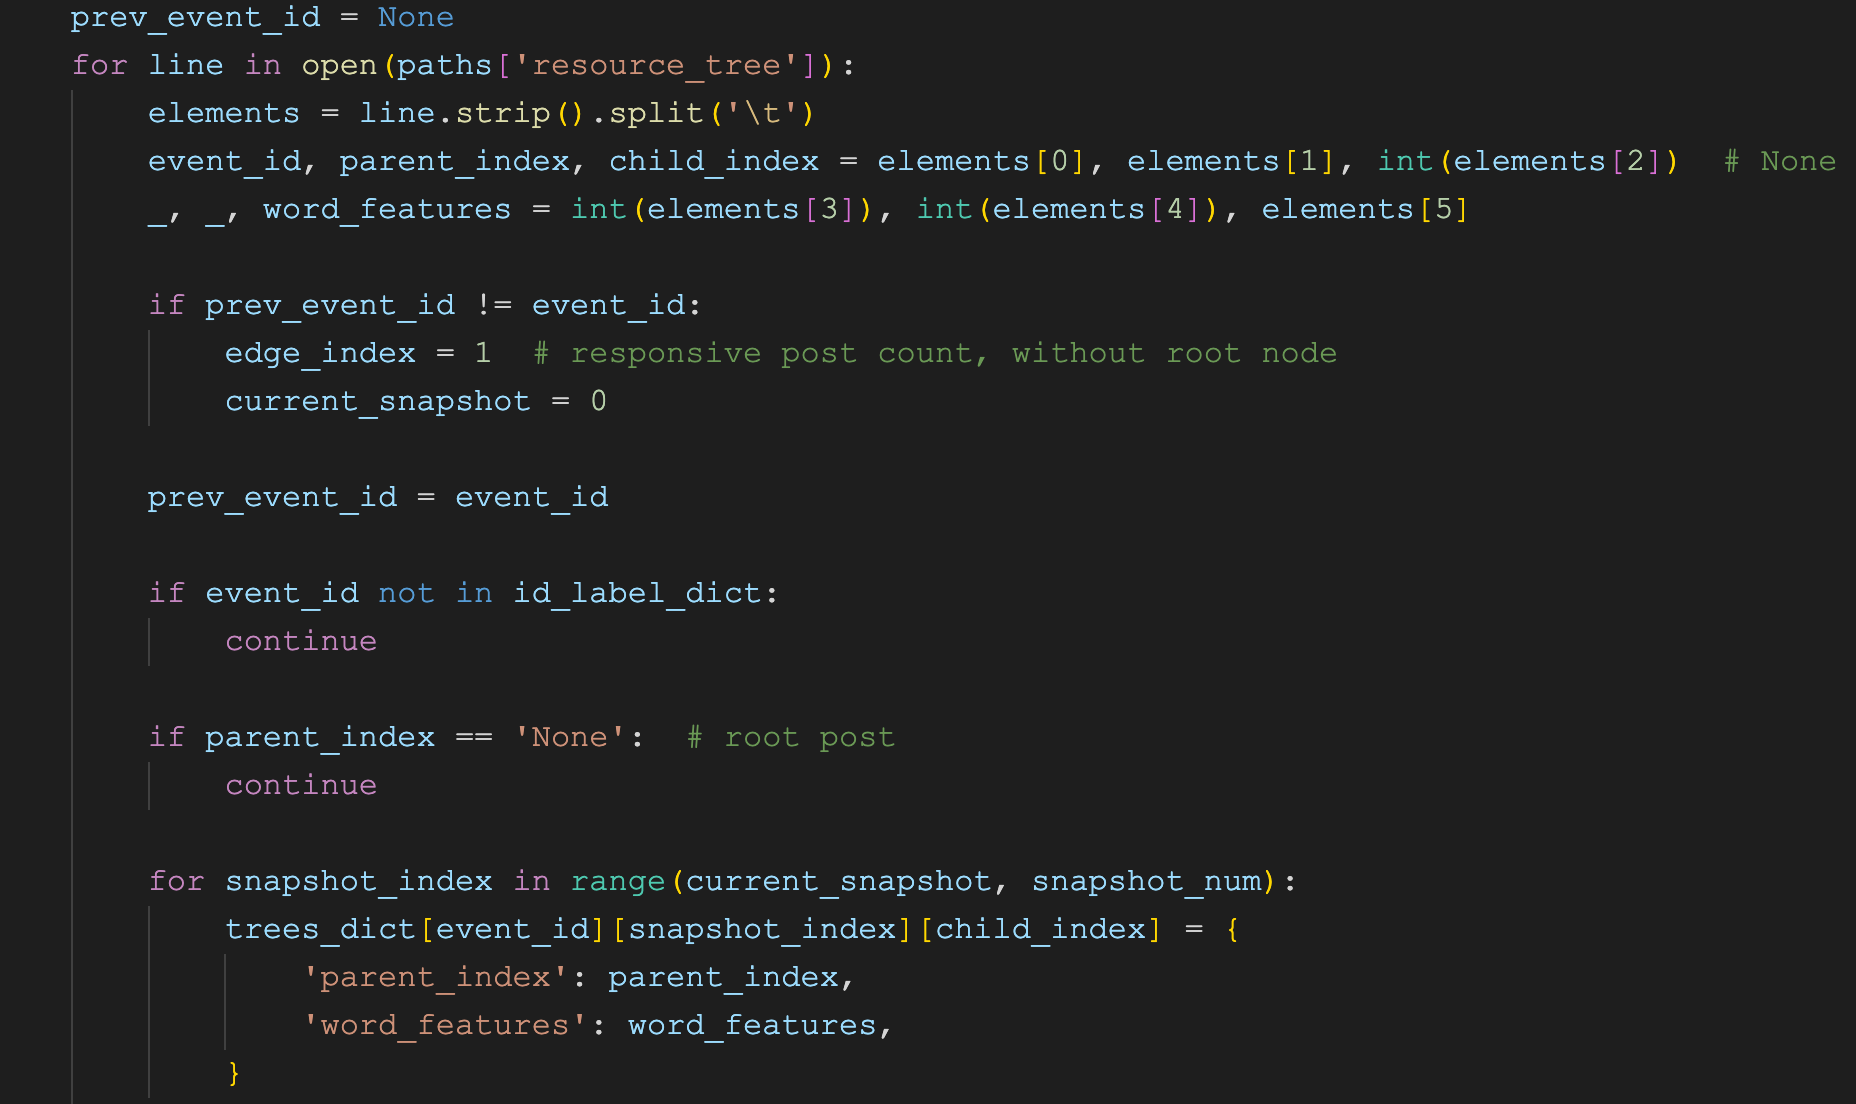 prev_event_id = None
for line in open(paths['resource_tree']):
    elements = line.strip().split('\t')
    event_id, parent_index, child_index = elements[0], elements[1], int(elements[2])  # None
    _, _, word_features = int(elements[3]), int(elements[4]), elements[5]

    if prev_event_id != event_id:
        edge_index = 1  # responsive post count, without root node
        current_snapshot = 0

    prev_event_id = event_id

    if event_id not in id_label_dict:
        continue

    if parent_index == 'None':  # root post
        continue

    for snapshot_index in range(current_snapshot, snapshot_num):
        trees_dict[event_id][snapshot_index][child_index] = {
            'parent_index': parent_index,
            'word_features': word_features,
        }